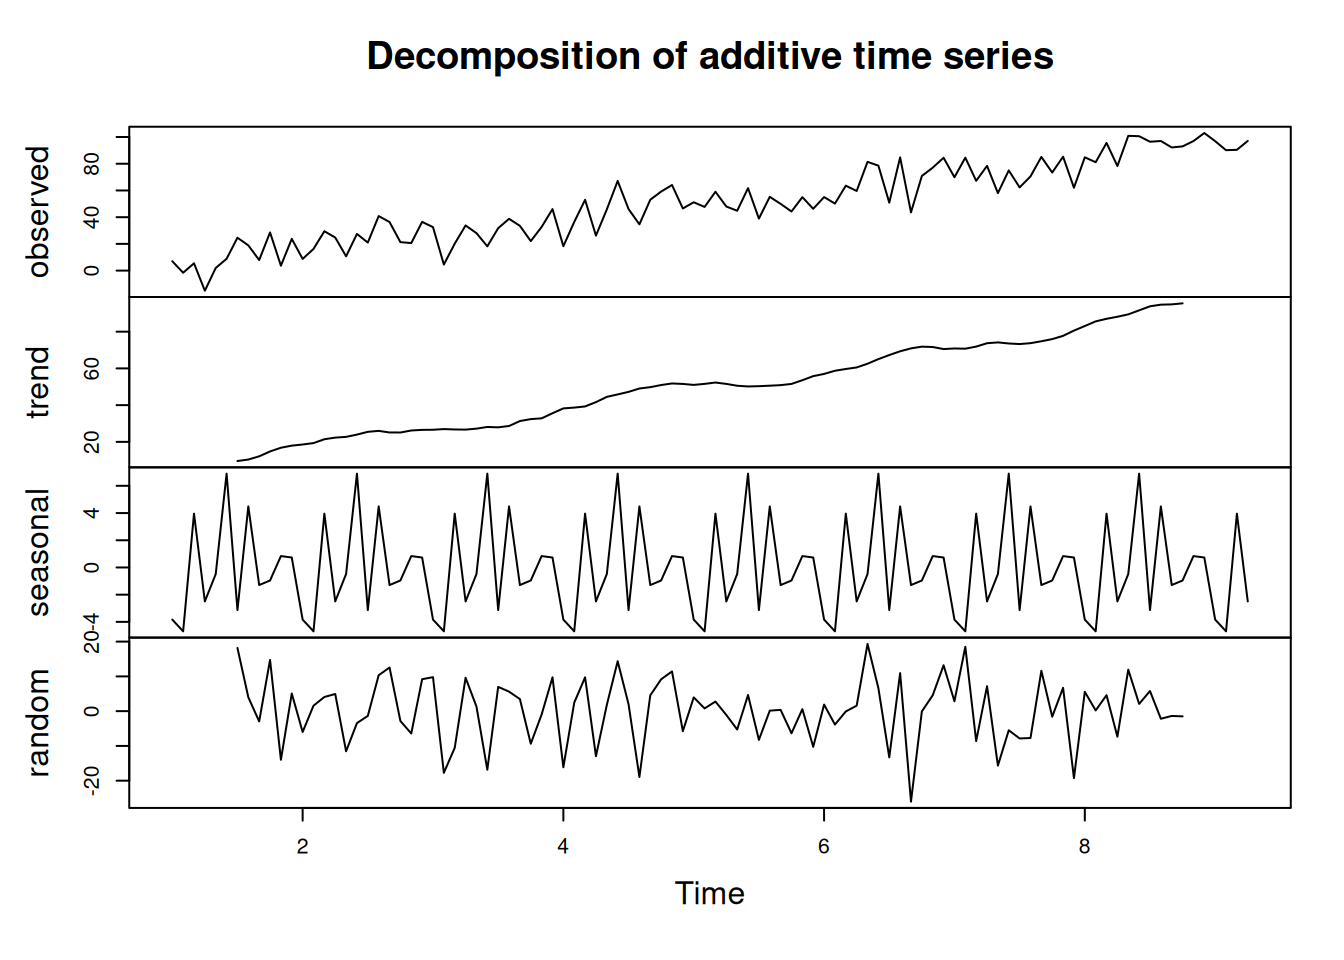 Decomposition of additive time series
observed
0 40 80
trend
20 60
seasonal
-4 0 4
random
-20 0 20
2 4 6 8
Time